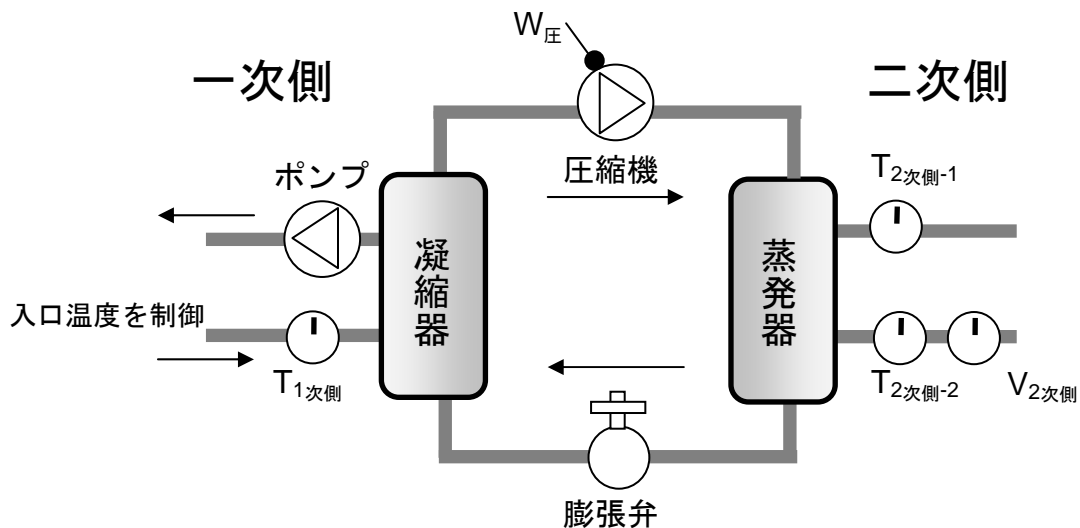 W圧
一次側
二次側
ポンプ
圧縮機
T2次側-1
凝縮器
蒸発器
入口温度を制御
T1次側
T2次側-2
V2次側
膨張弁